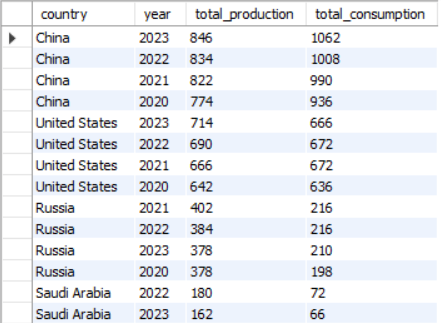 country year total_production total_consumption
China 2023 846 1062
China 2022 834 1008
China 2021 822 990
China 2020 774 936
United States 2023 714 666
United States 2022 690 672
United States 2021 666 672
United States 2020 642 636
Russia 2021 402 216
Russia 2022 384 216
Russia 2023 378 210
Russia 2020 378 198
Saudi Arabia 2022 180 72
Saudi Arabia 2023 162 66